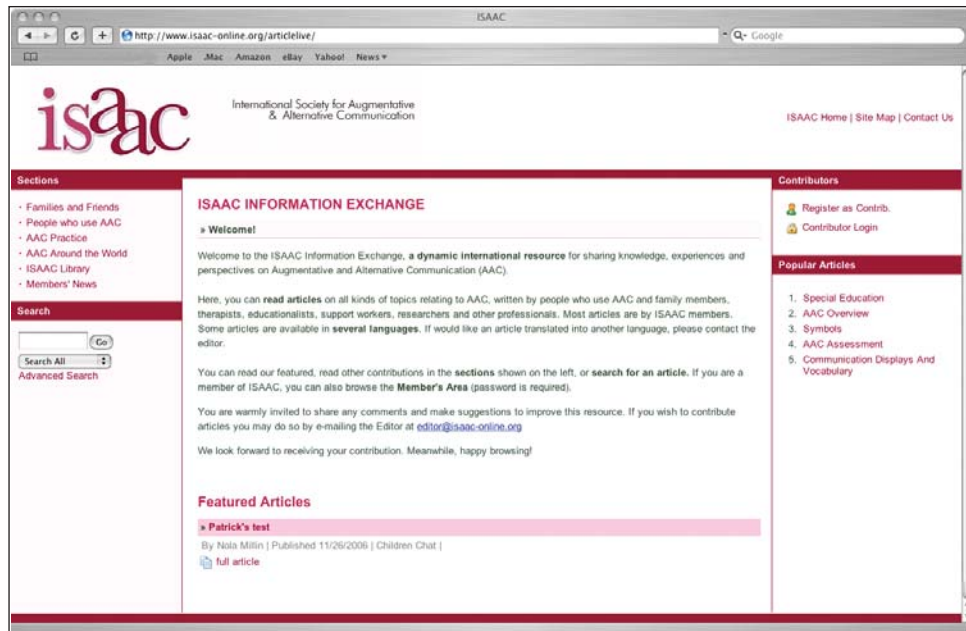 ISAAC
http://www.isaac-online.org/articlelive/
Google
Apple .Mac Amazon eBay Yahoo! News
isaac
International Society for Augmentative
& Alternative Communication
ISAAC Home | Site Map | Contact Us
Sections
· Families and Friends
· People who use AAC
· AAC Practice
· AAC Around the World
· ISAAC Library
· Members' News
Search
Go
Search All
Advanced Search
ISAAC INFORMATION EXCHANGE
» Welcome!
Welcome to the ISAAC Information Exchange, a dynamic international resource for sharing knowledge, experiences and
perspectives on Augmentative and Alternative Communication (AAC).
Here, you can read articles on all kinds of topics relating to AAC, written by people who use AAC and family members,
therapists, educationalists, support workers, researchers and other professionals. Most articles are by ISAAC members.
Some articles are available in several languages. If would like an article translated into another language, please contact the
editor.
You can read our featured, read other contributions in the sections shown on the left, or search for an article. If you are a
member of ISAAC, you can also browse the Member's Area (password is required).
You are warmly invited to share any comments and make suggestions to improve this resource. If you wish to contribute
articles you may do so by e-mailing the Editor at editor@isaac-online.org
We look forward to receiving your contribution. Meanwhile, happy browsing!
Featured Articles
» Patrick's test
By Nola Millin | Published 11/26/2006 | Children Chat |
full article
Contributors
Register as Contrib.
Contributor Login
Popular Articles
1. Special Education
2. AAC Overview
3. Symbols
4. AAC Assessment
5. Communication Displays And
Vocabulary